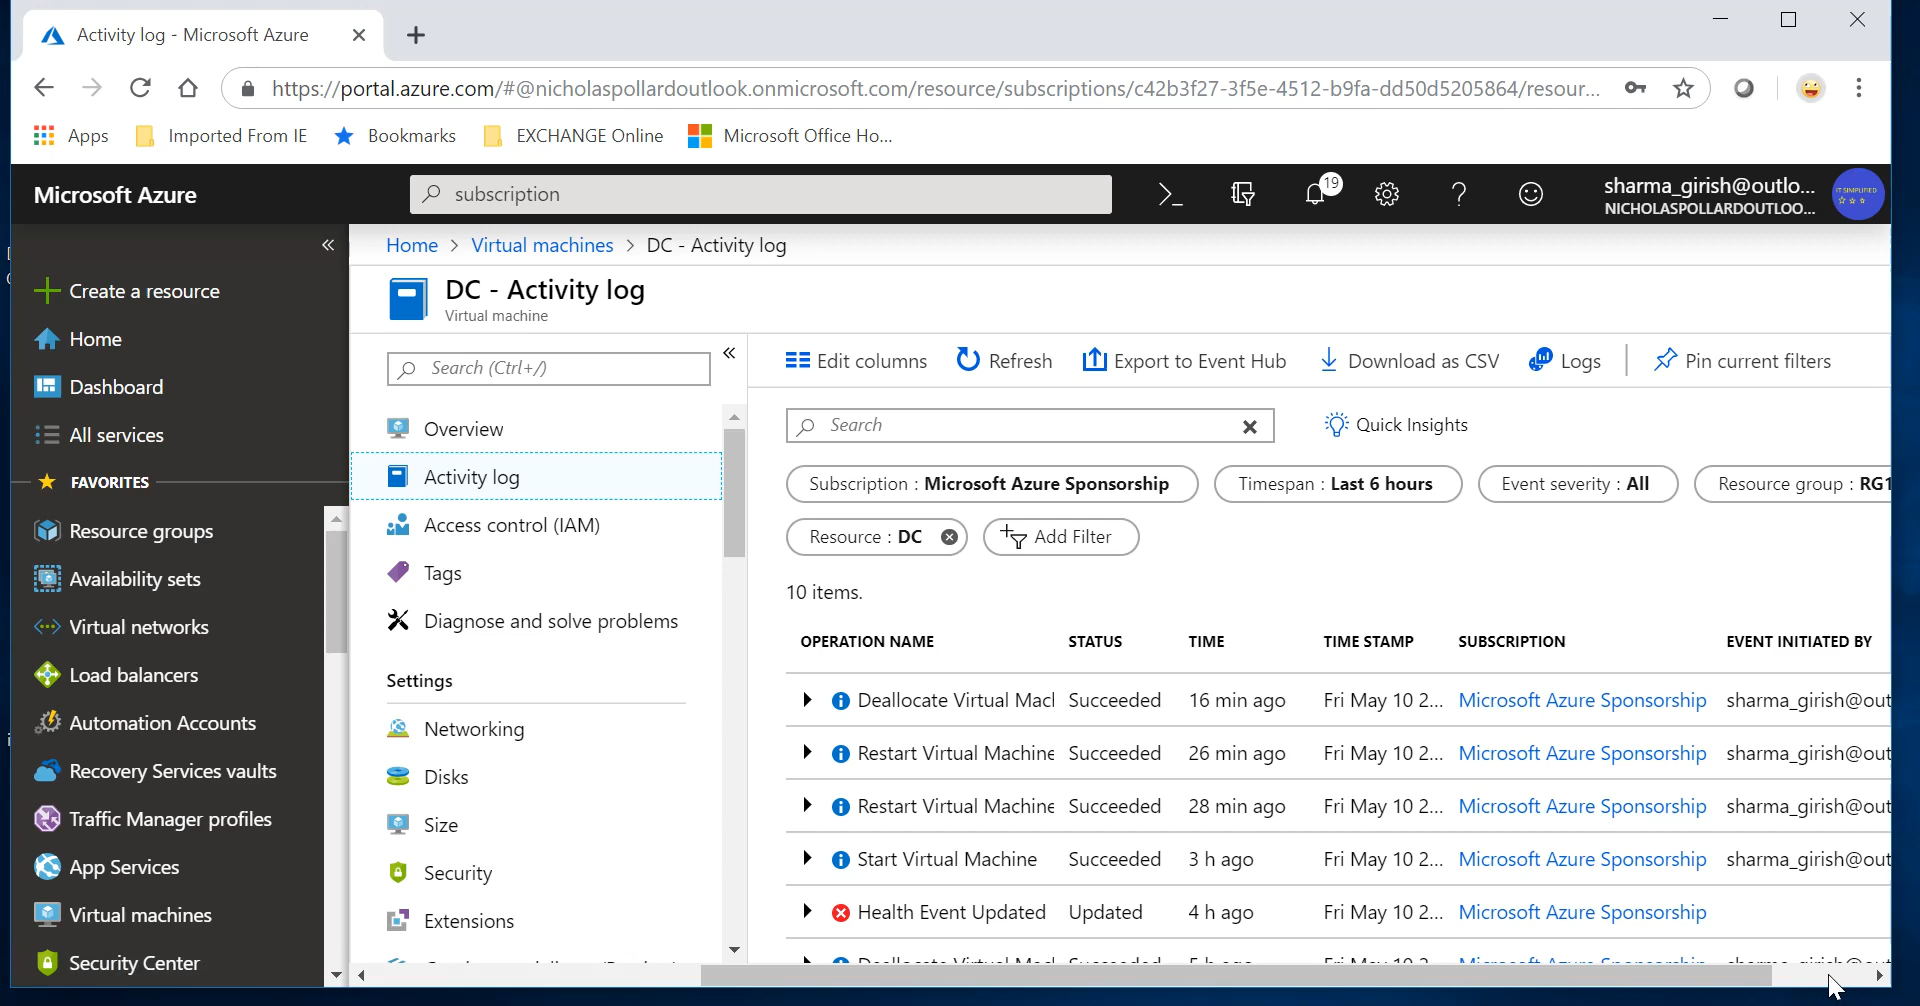 Activity log - Microsoft Azure
https://portal.azure.com/#@nicholaspollardoutlook.onmicrosoft.com/resource/subscriptions/c42b3f27-3f5e-4512-b9fa-dd50d5205864/resour...
Apps Imported From IE Bookmarks EXCHANGE Online Microsoft Office Ho...
Microsoft Azure
subscription
19
sharma_girish@outlo...
NICHOLASPOLLARDOUTLOO...
IT SIMPLIFIED
Create a resource
Home
Dashboard
All services
FAVORITES
Resource groups
Availability sets
Virtual networks
Load balancers
Automation Accounts
Recovery Services vaults
Traffic Manager profiles
App Services
Virtual machines
Security Center
Home > Virtual machines > DC - Activity log
DC - Activity log
Virtual machine
Search (Ctrl+/)
Overview
Activity log
Access control (IAM)
Tags
Diagnose and solve problems
Settings
Networking
Disks
Size
Security
Extensions
Edit columns Refresh Export to Event Hub Download as CSV Logs Pin current filters
Search
Quick Insights
Subscription : Microsoft Azure Sponsorship Timespan : Last 6 hours Event severity : All Resource group : RG1
Resource : DC Add Filter
10 items.
OPERATION NAME STATUS TIME TIME STAMP SUBSCRIPTION EVENT INITIATED BY
Deallocate Virtual Macl Succeeded 16 min ago Fri May 10 2... Microsoft Azure Sponsorship sharma_girish@out
Restart Virtual Machine Succeeded 26 min ago Fri May 10 2... Microsoft Azure Sponsorship sharma_girish@out
Restart Virtual Machine Succeeded 28 min ago Fri May 10 2... Microsoft Azure Sponsorship sharma_girish@out
Start Virtual Machine Succeeded 3 h ago Fri May 10 2... Microsoft Azure Sponsorship sharma_girish@out
Health Event Updated Updated 4 h ago Fri May 10 2... Microsoft Azure Sponsorship